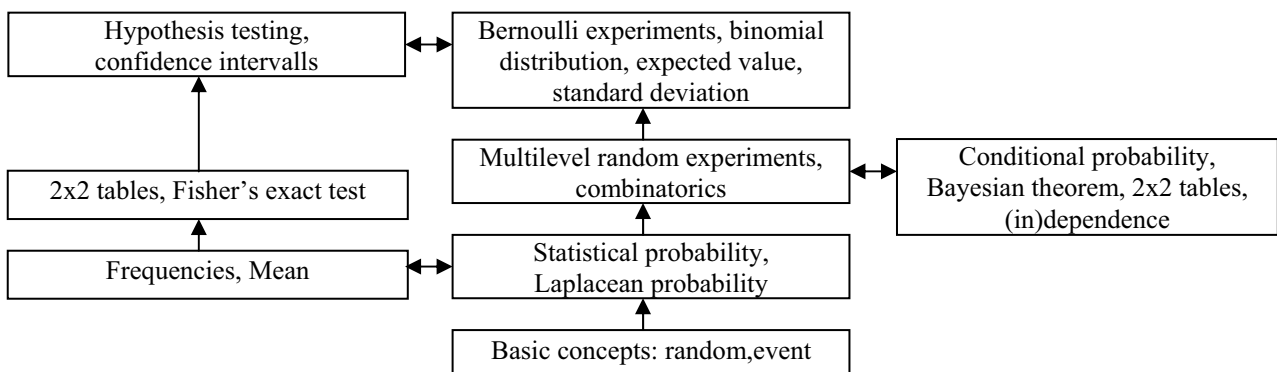 Hypothesis testing,
confidence intervalls
Bernoulli experiments, binomial
distribution, expected value,
standard deviation
Multilevel random experiments,
combinatorics
Conditional probability,
Bayesian theorem, 2x2 tables,
(in)dependence
2x2 tables, Fisher's exact test
Frequencies, Mean
Statistical probability,
Laplacean probability
Basic concepts: random,event